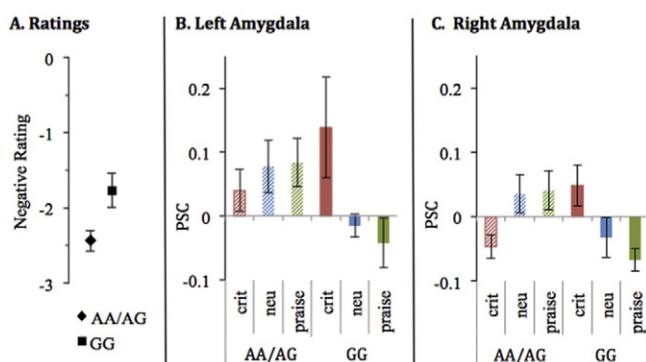 A. Ratings
B. Left Amygdala
C. Right Amygdala
Negative Rating
0
-1
-2
-3
AA/AG
GG
PSC
0.2
0.1
0
-0.1
crit
neu
praise
crit
neu
praise
AA/AG
GG
PSC
0.2
0.1
0
-0.1
crit
neu
praise
crit
neu
praise
AA/AG
GG